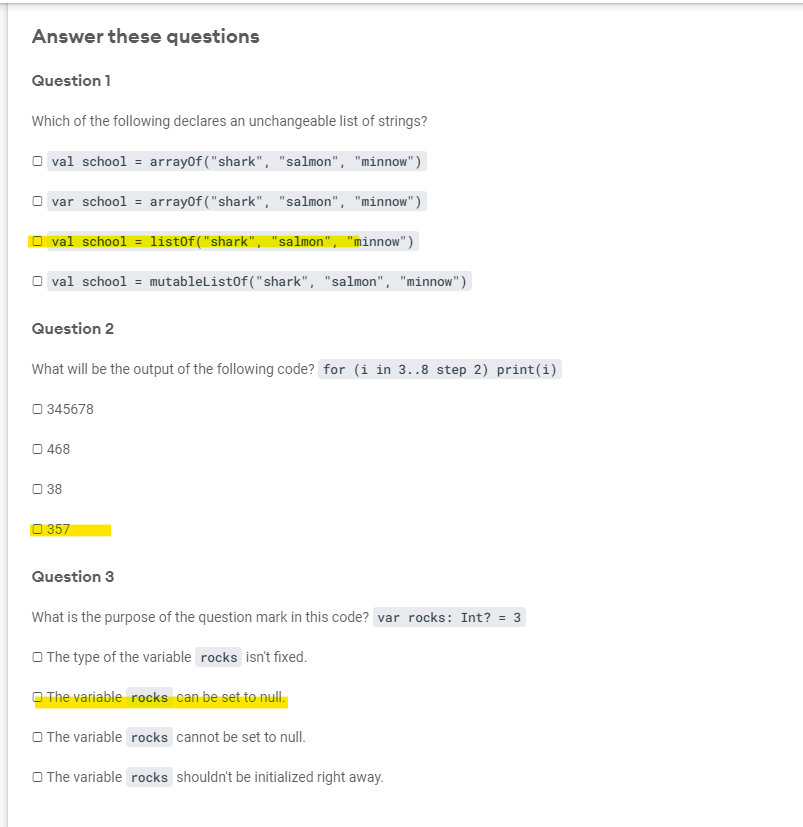 Answer these questions
Question 1
Which of the following declares an unchangeable list of strings?
val school = arrayOf("shark", "salmon", "minnow")
var school = arrayOf("shark", "salmon", "minnow")
val school = listOf("shark", "salmon", "minnow")
val school = mutableListOf("shark", "salmon", "minnow")
Question 2
What will be the output of the following code? for (i in 3..8 step 2) print(i)
345678
468
38
357
Question 3
What is the purpose of the question mark in this code? var rocks: Int? = 3
The type of the variable rocks isn't fixed.
The variable rocks can be set to null.
The variable rocks cannot be set to null.
The variable rocks shouldn't be initialized right away.